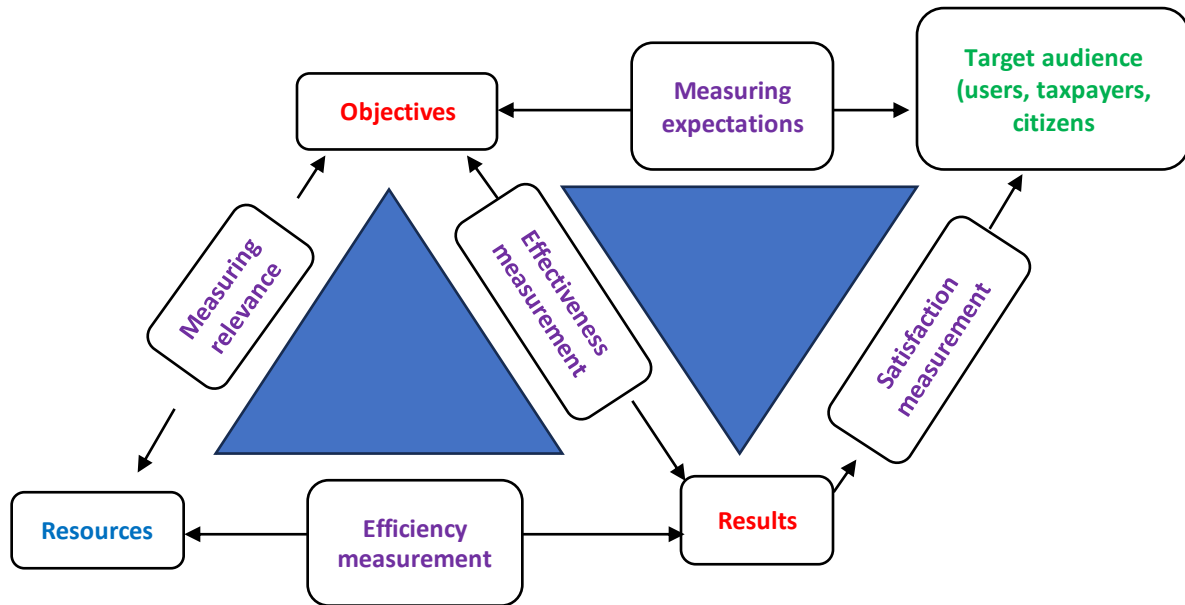 Target audience
(users, taxpayers,
citizens
Measuring
expectations
Objectives
Measuring
relevance
Effectiveness
measurement
Satisfaction
measurement
Resources
Efficiency
measurement
Results